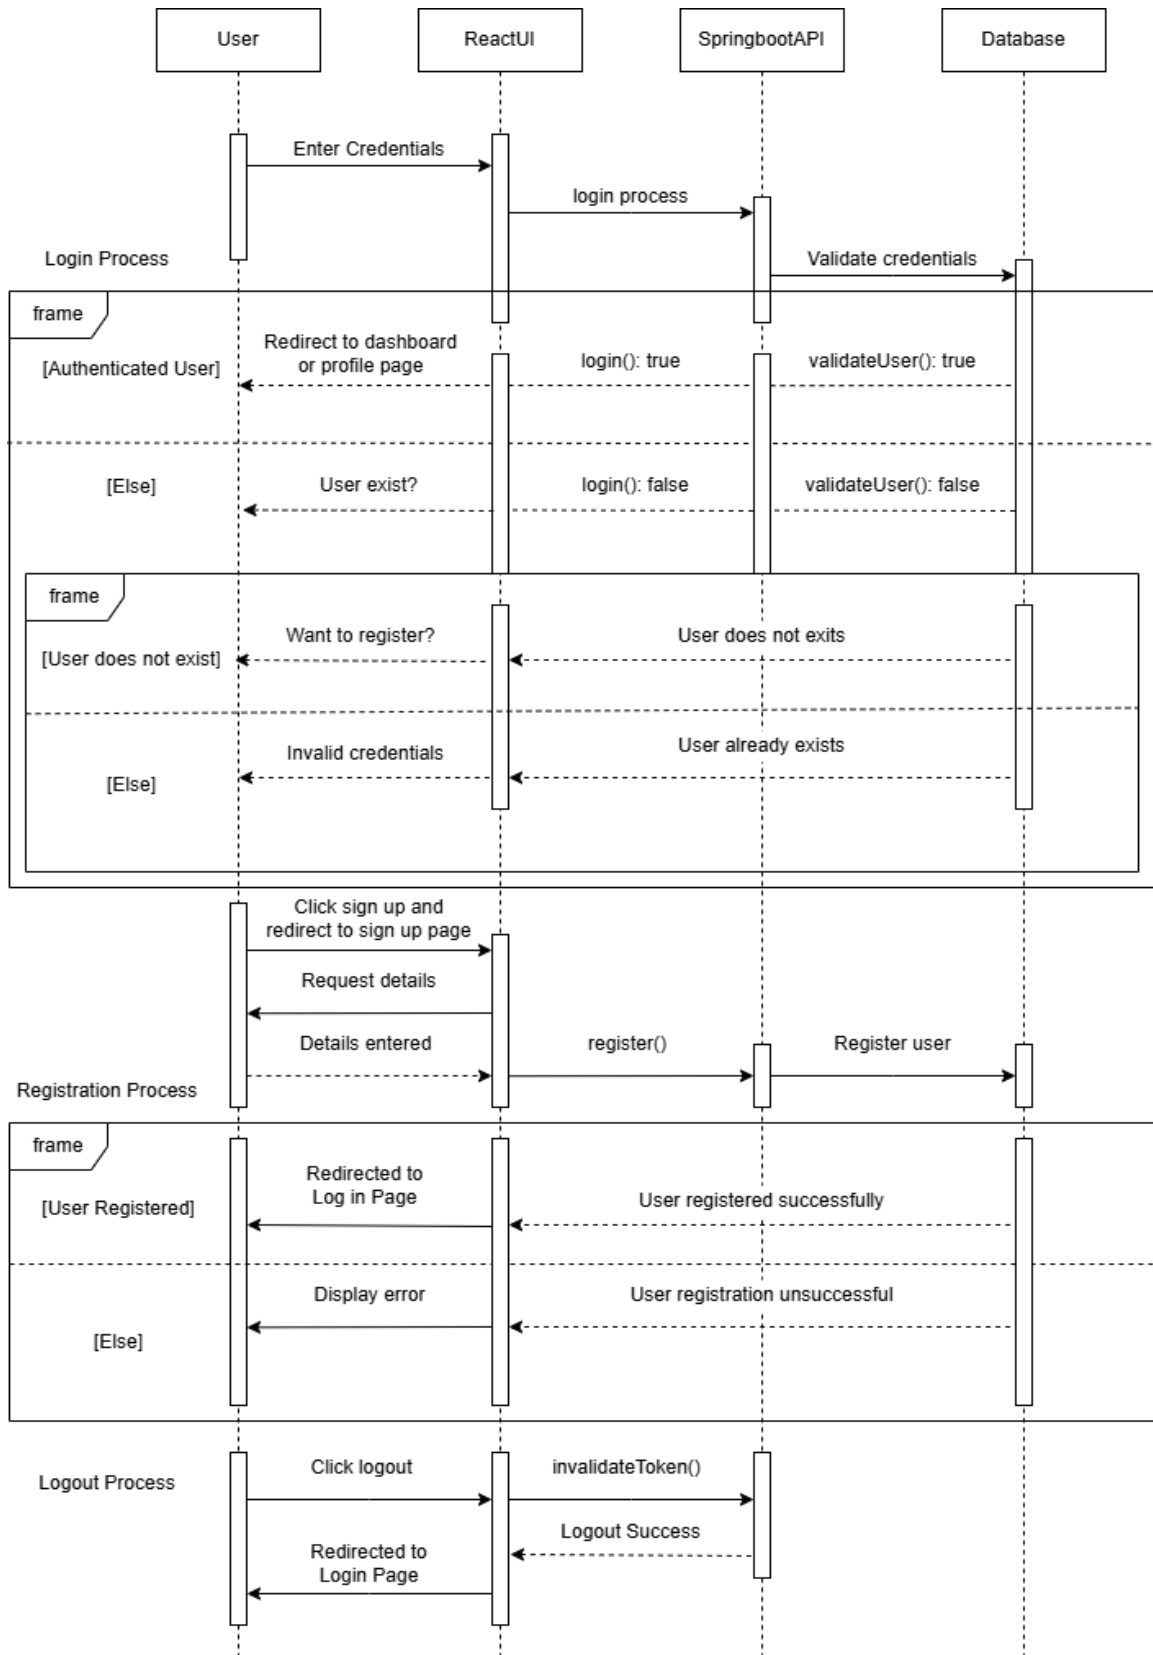 User
ReactUI
SpringbootAPI
Database
Enter Credentials
login process
Login Process
Validate credentials
frame
[Authenticated User]
Redirect to dashboard
or profile page
login(): true
validateUser(): true
[Else]
User exist?
login(): false
validateUser(): false
frame
[User does not exist]
Want to register?
User does not exits
[Else]
Invalid credentials
User already exists
Click sign up and
redirect to sign up page
Request details
Details entered
register()
Register user
Registration Process
frame
[User Registered]
Redirected to
Log in Page
User registered successfully
[Else]
Display error
User registration unsuccessful
Logout Process
Click logout
invalidateToken()
Logout Success
Redirected to
Login Page